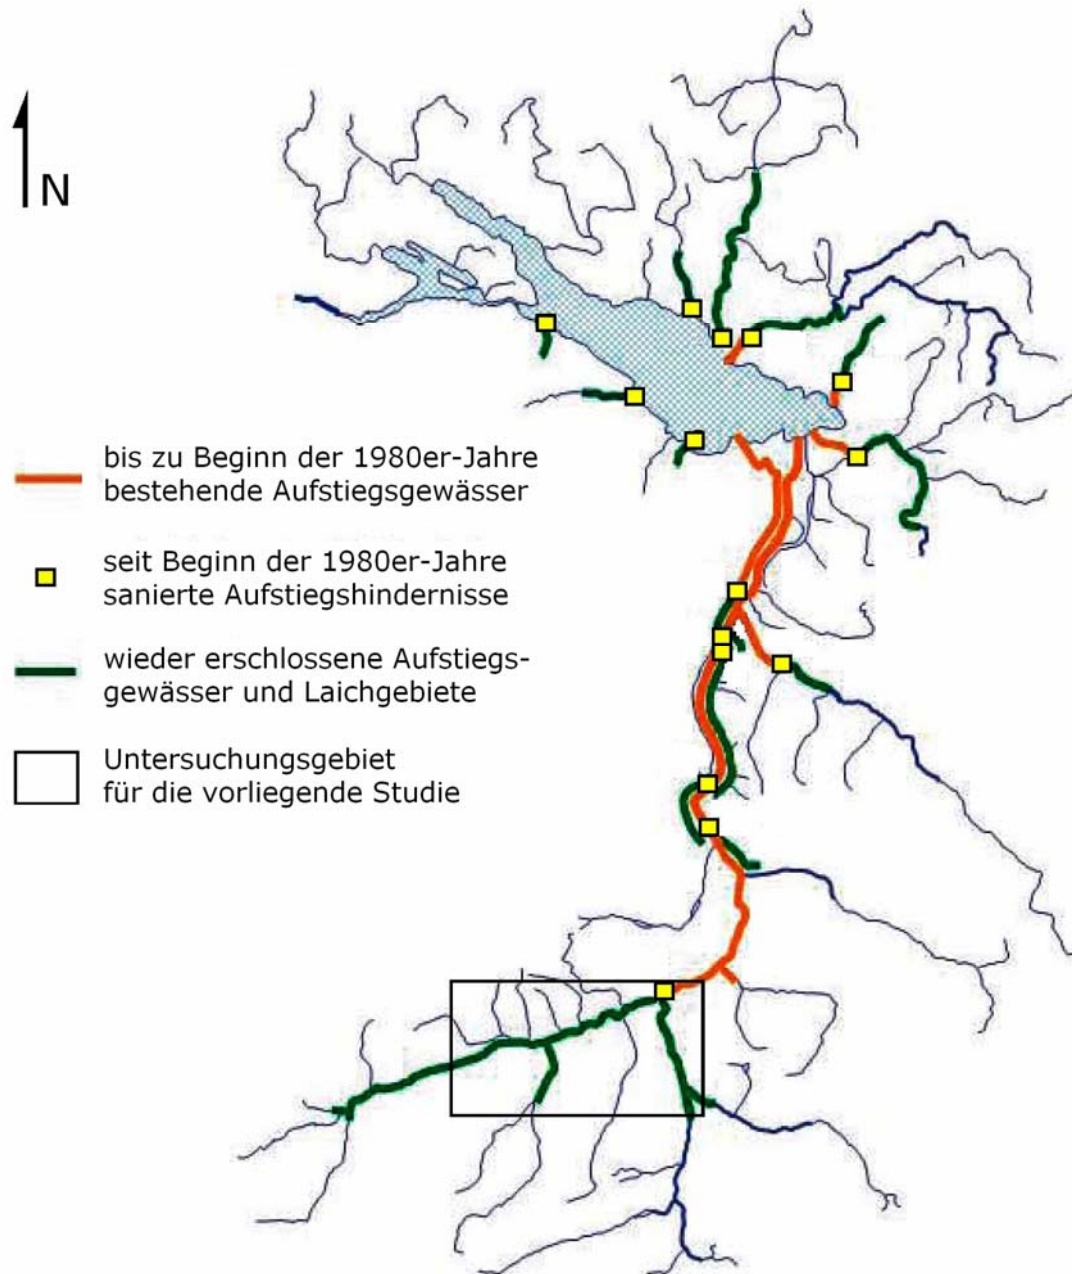 N
bis zu Beginn der 1980er-Jahre
bestehende Aufstiegsgewässer
seit Beginn der 1980er-Jahre
sanierte Aufstiegshindernisse
wieder erschlossene Aufstiegs-
gewässer und Laichgebiete
Untersuchungsgebiet
für die vorliegende Studie